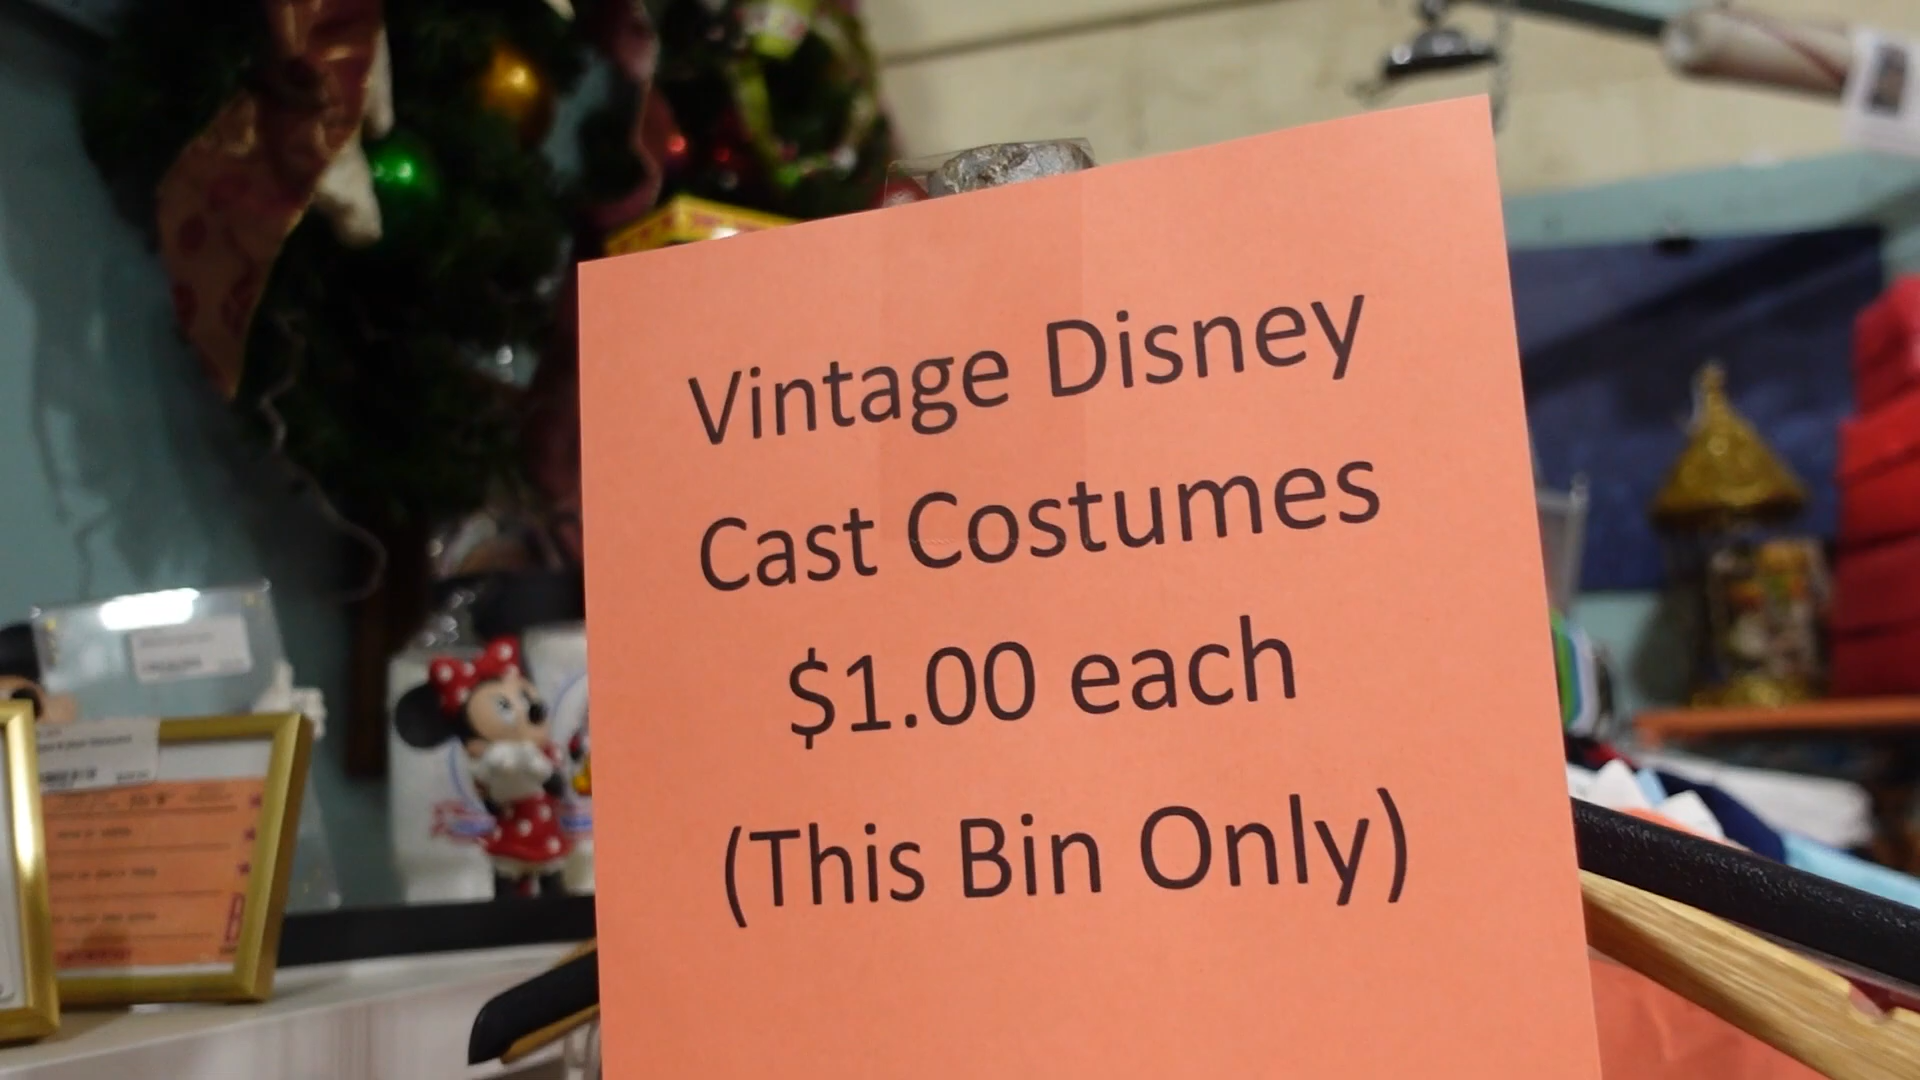 Vintage Disney
Cast Costumes
$1.00 each
(This Bin Only)